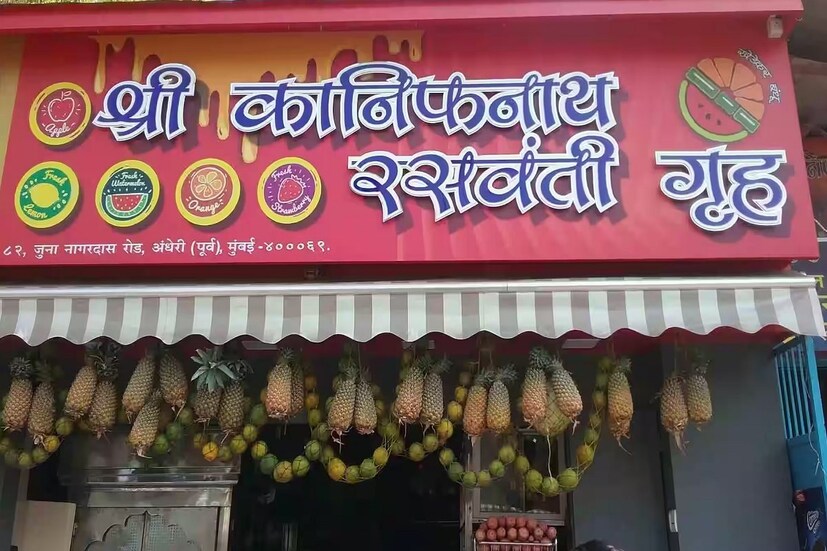 श्री कानिफनाथ
रसवंती गृह
Apple
Fresh
Lemon
Fresh
Watermelon
Orange
Fresh
Strawberry
८२, जुना नागरदास रोड, अंधेरी (पूर्व), मुंबई -४०००६९.